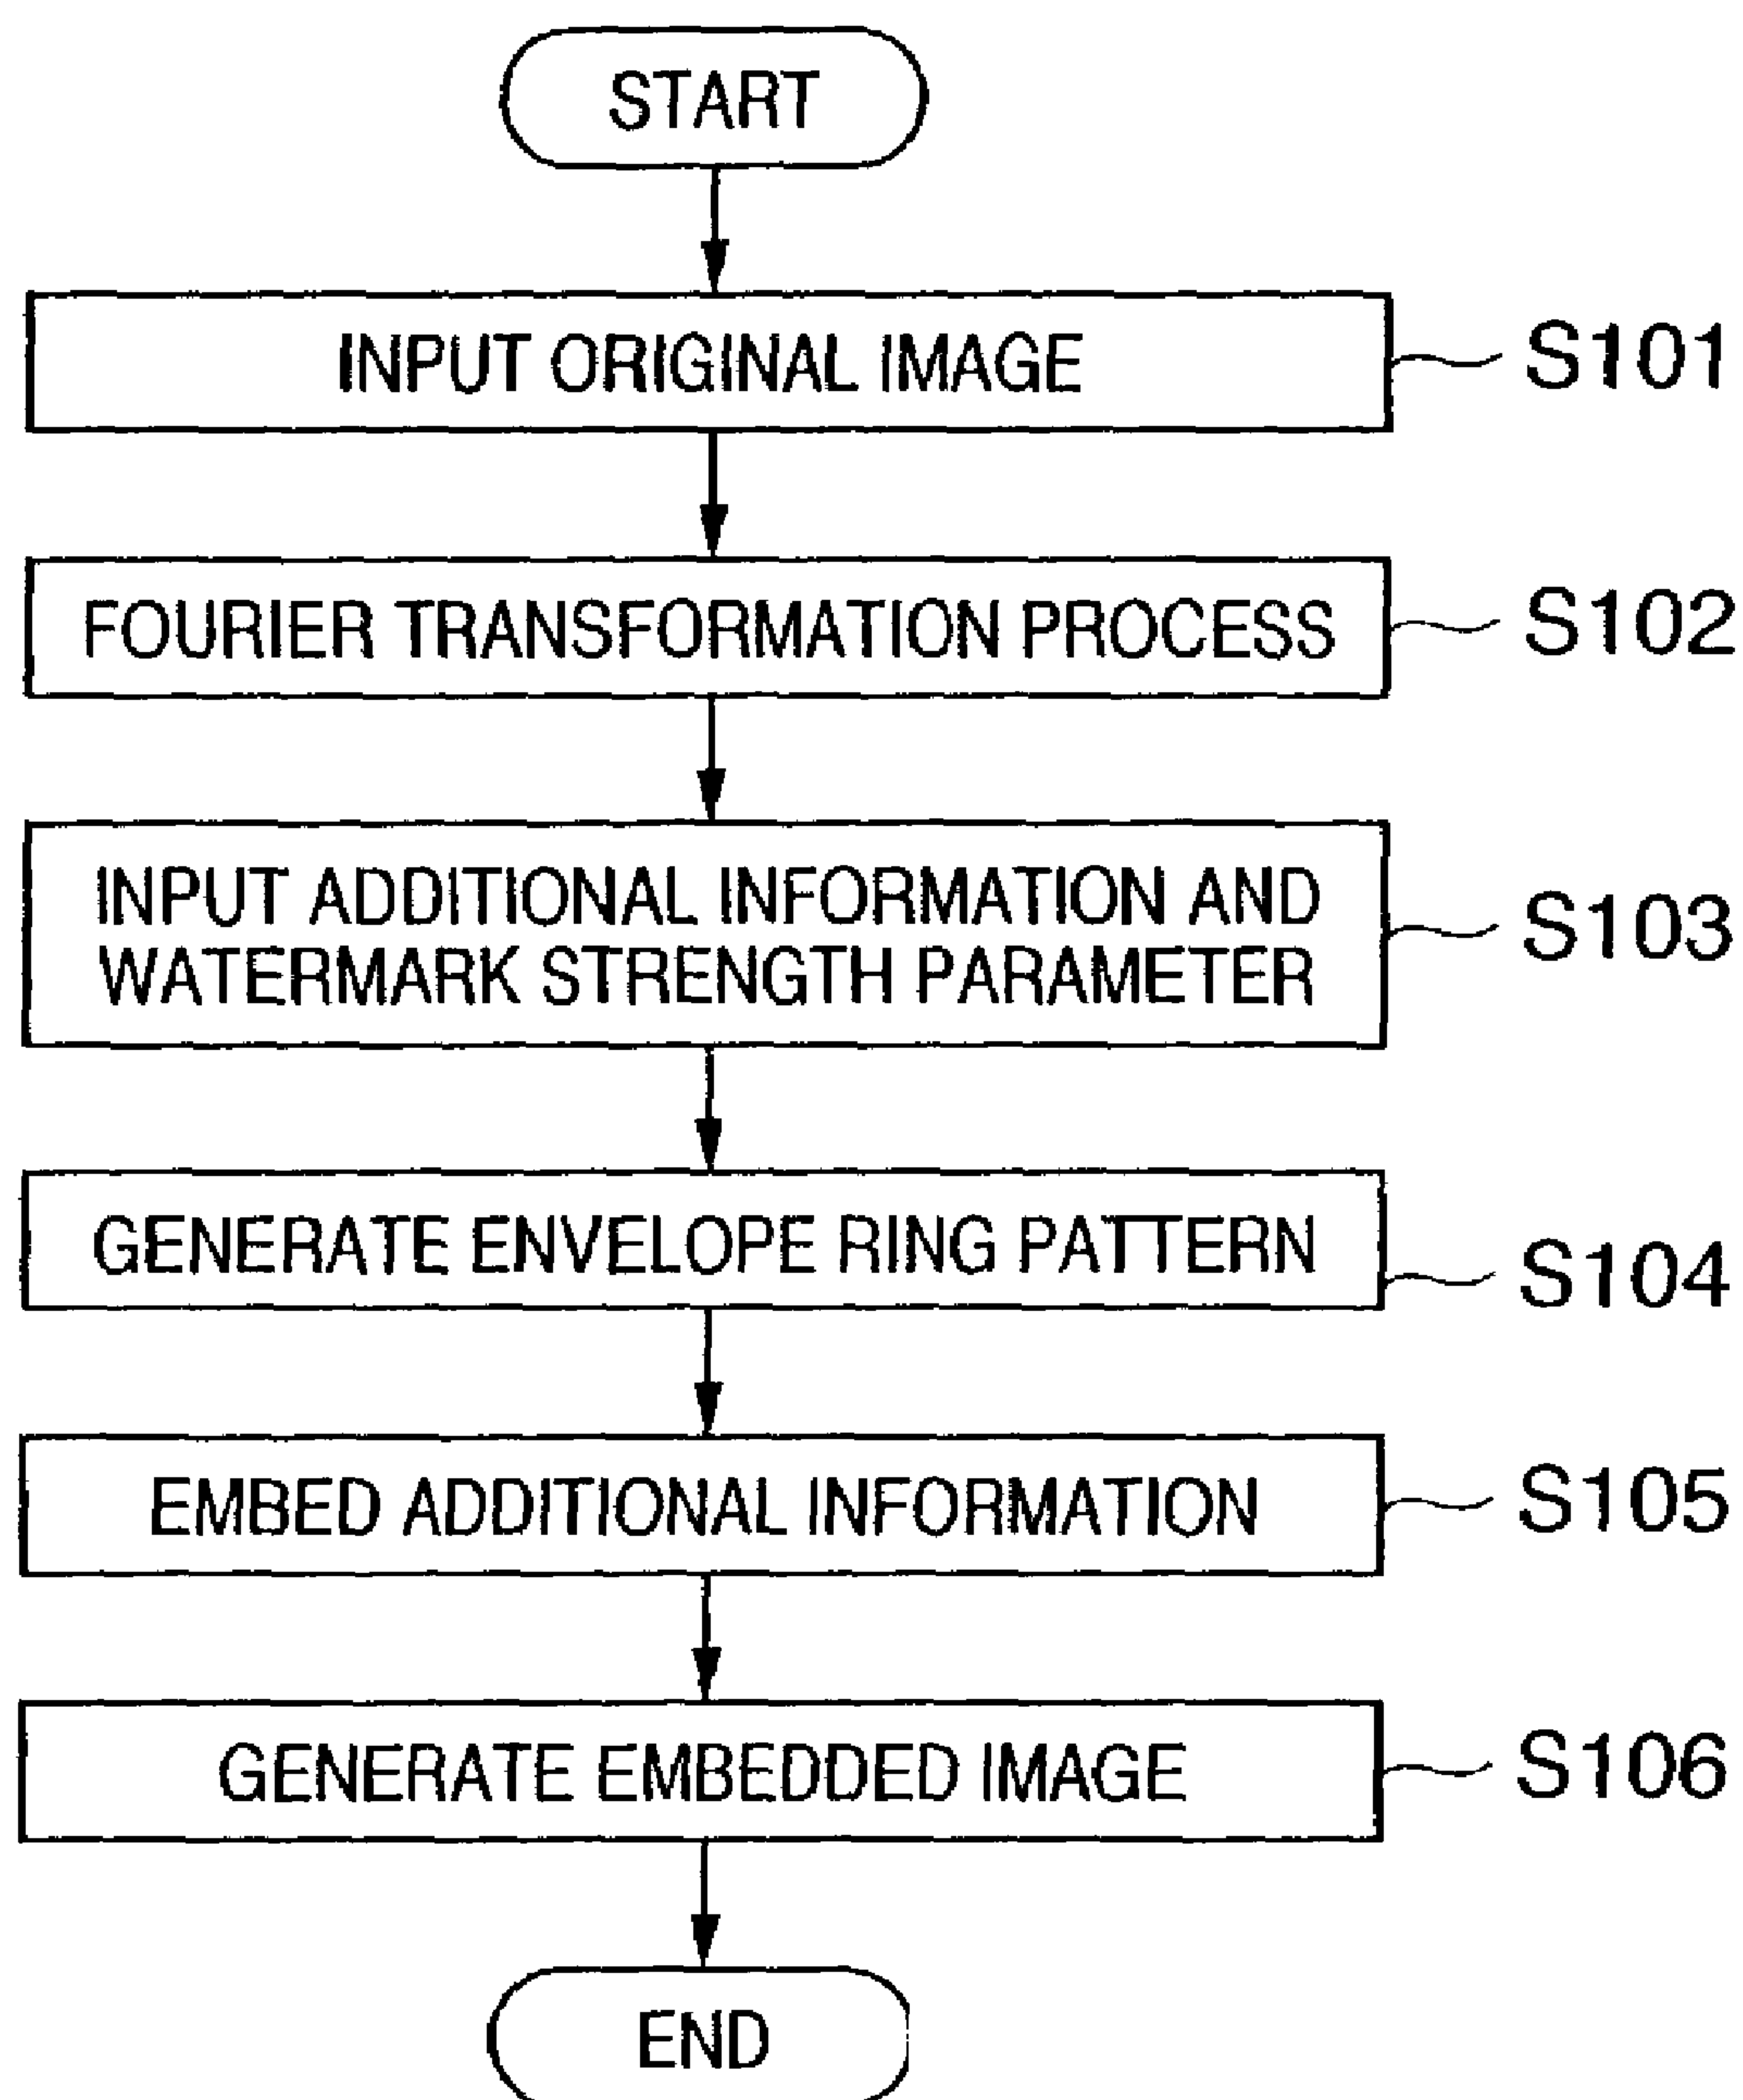 START
INPUT ORIGINAL IMAGE
S101
FOURIER TRANSFORMATION PROCESS
S102
INPUT ADDITIONAL INFORMATION AND
WATERMARK STRENGTH PARAMETER
S103
GENERATE ENVELOPE RING PATTERN
S104
EMBED ADDITIONAL INFORMATION
S105
GENERATE EMBEDDED IMAGE
S106
END